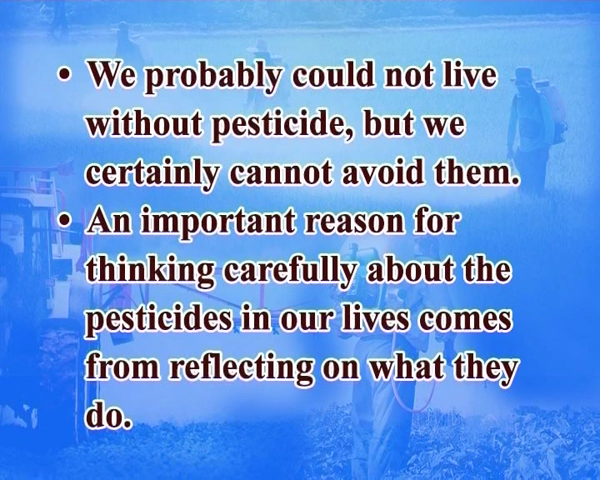 • We probably could not live
without pesticide, but we
certainly cannot avoid them.
• An important reason for
thinking carefully about the
pesticides in our lives comes
from reflecting on what they
do.